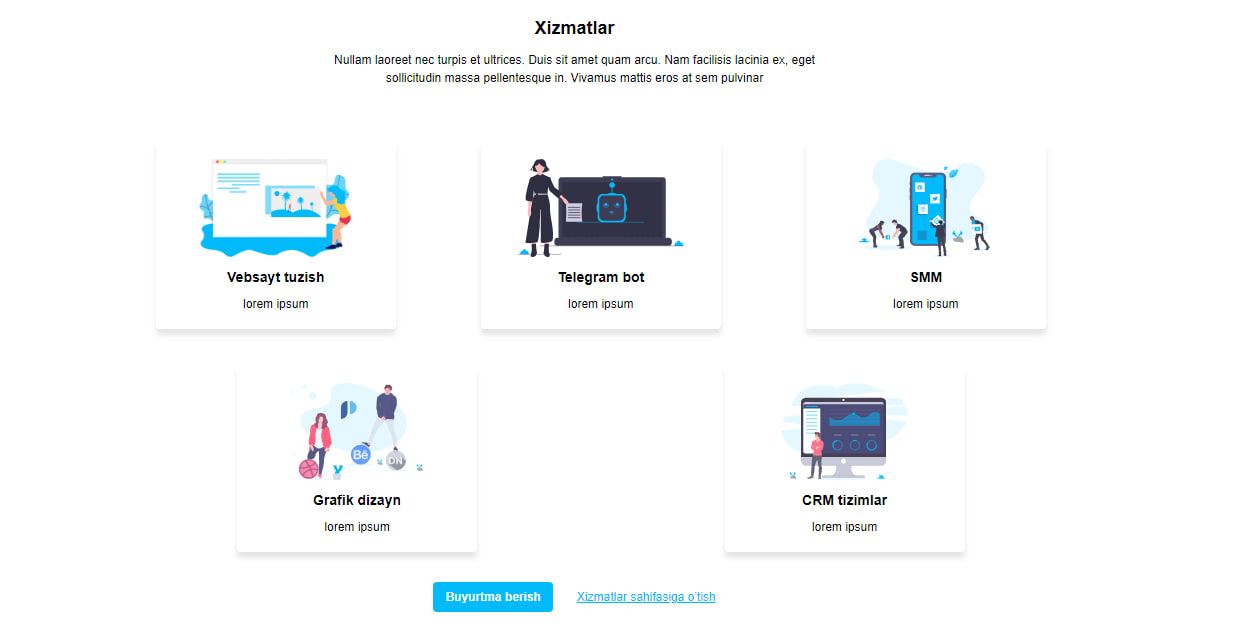 Xizmatlar
Nullam laoreet nec turpis et ultrices. Duis sit amet quam arcu. Nam facilisis lacinia ex, eget
sollicitudin massa pellentesque in. Vivamus mattis eros at sem pulvinar
Vebsayt tuzish
lorem ipsum
Telegram bot
lorem ipsum
SMM
lorem ipsum
Bē
DN
Grafik dizayn
lorem ipsum
CRM tizimlar
lorem ipsum
Buyurtma berish
Xizmatlar sahifasiga o'tish